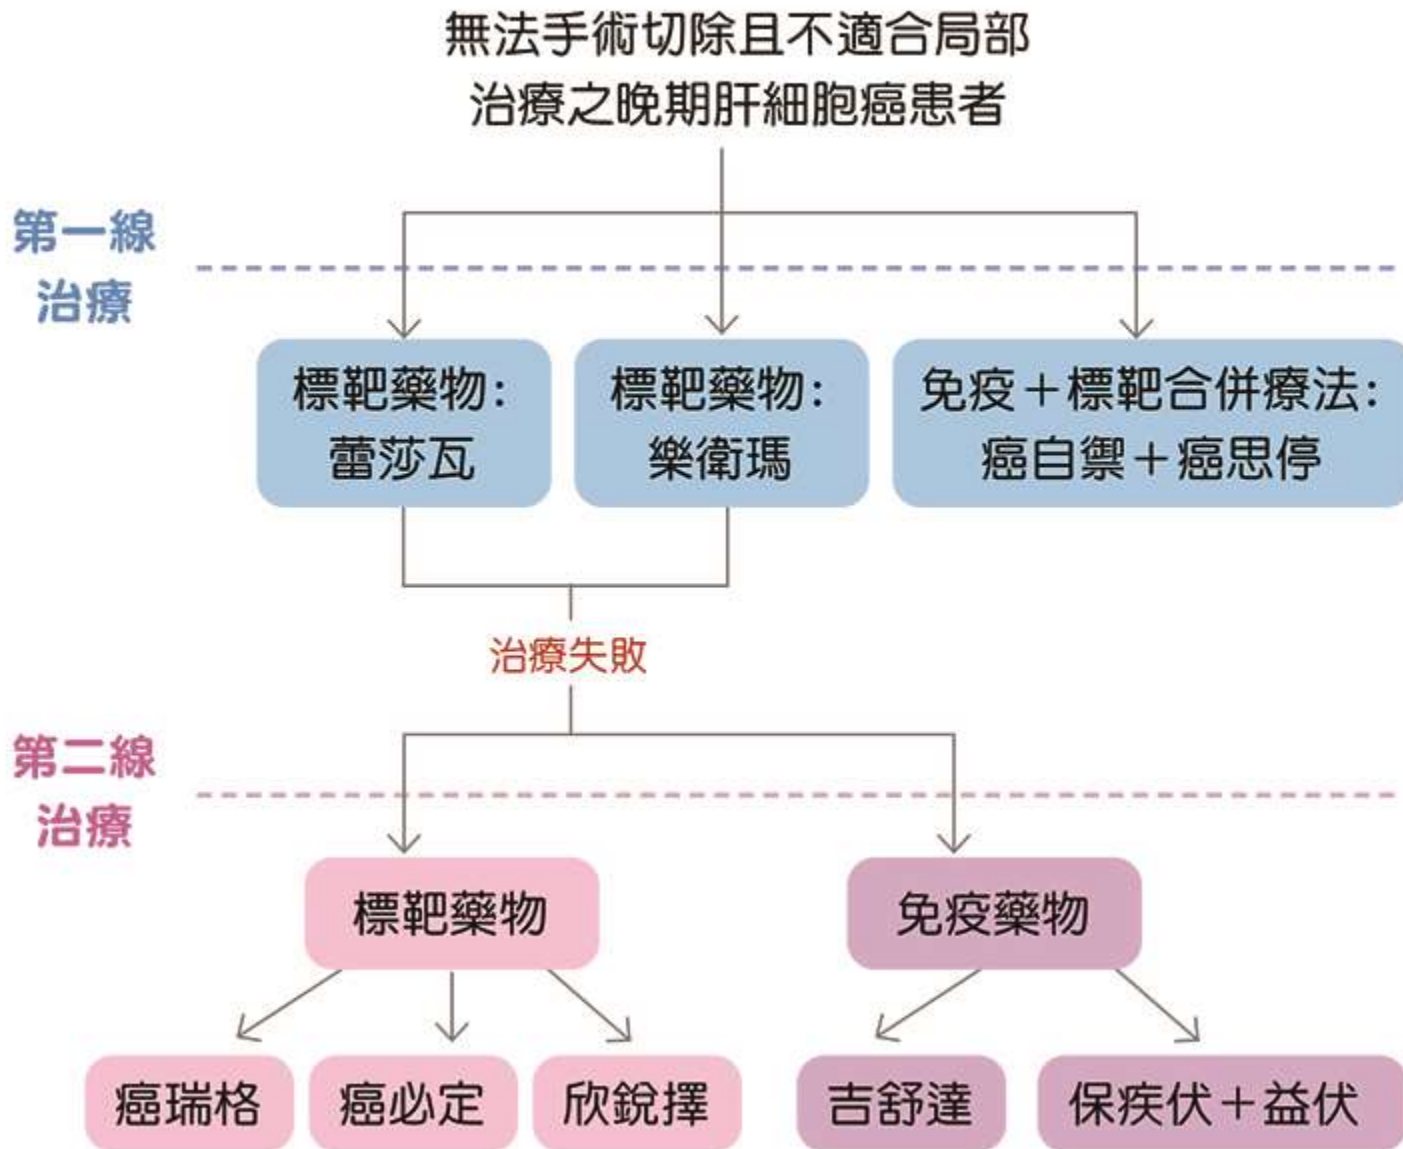 無法手術切除且不適合局部
治療之晚期肝細胞癌患者
第一線
治療
標靶藥物:
蕾莎瓦
標靶藥物:
樂衛瑪
免疫+標靶合併療法:
癌自禦+癌思停
治療失敗
第二線
治療
標靶藥物
免疫藥物
癌瑞格
癌必定
欣銳擇
吉舒達
保疾伏+益伏